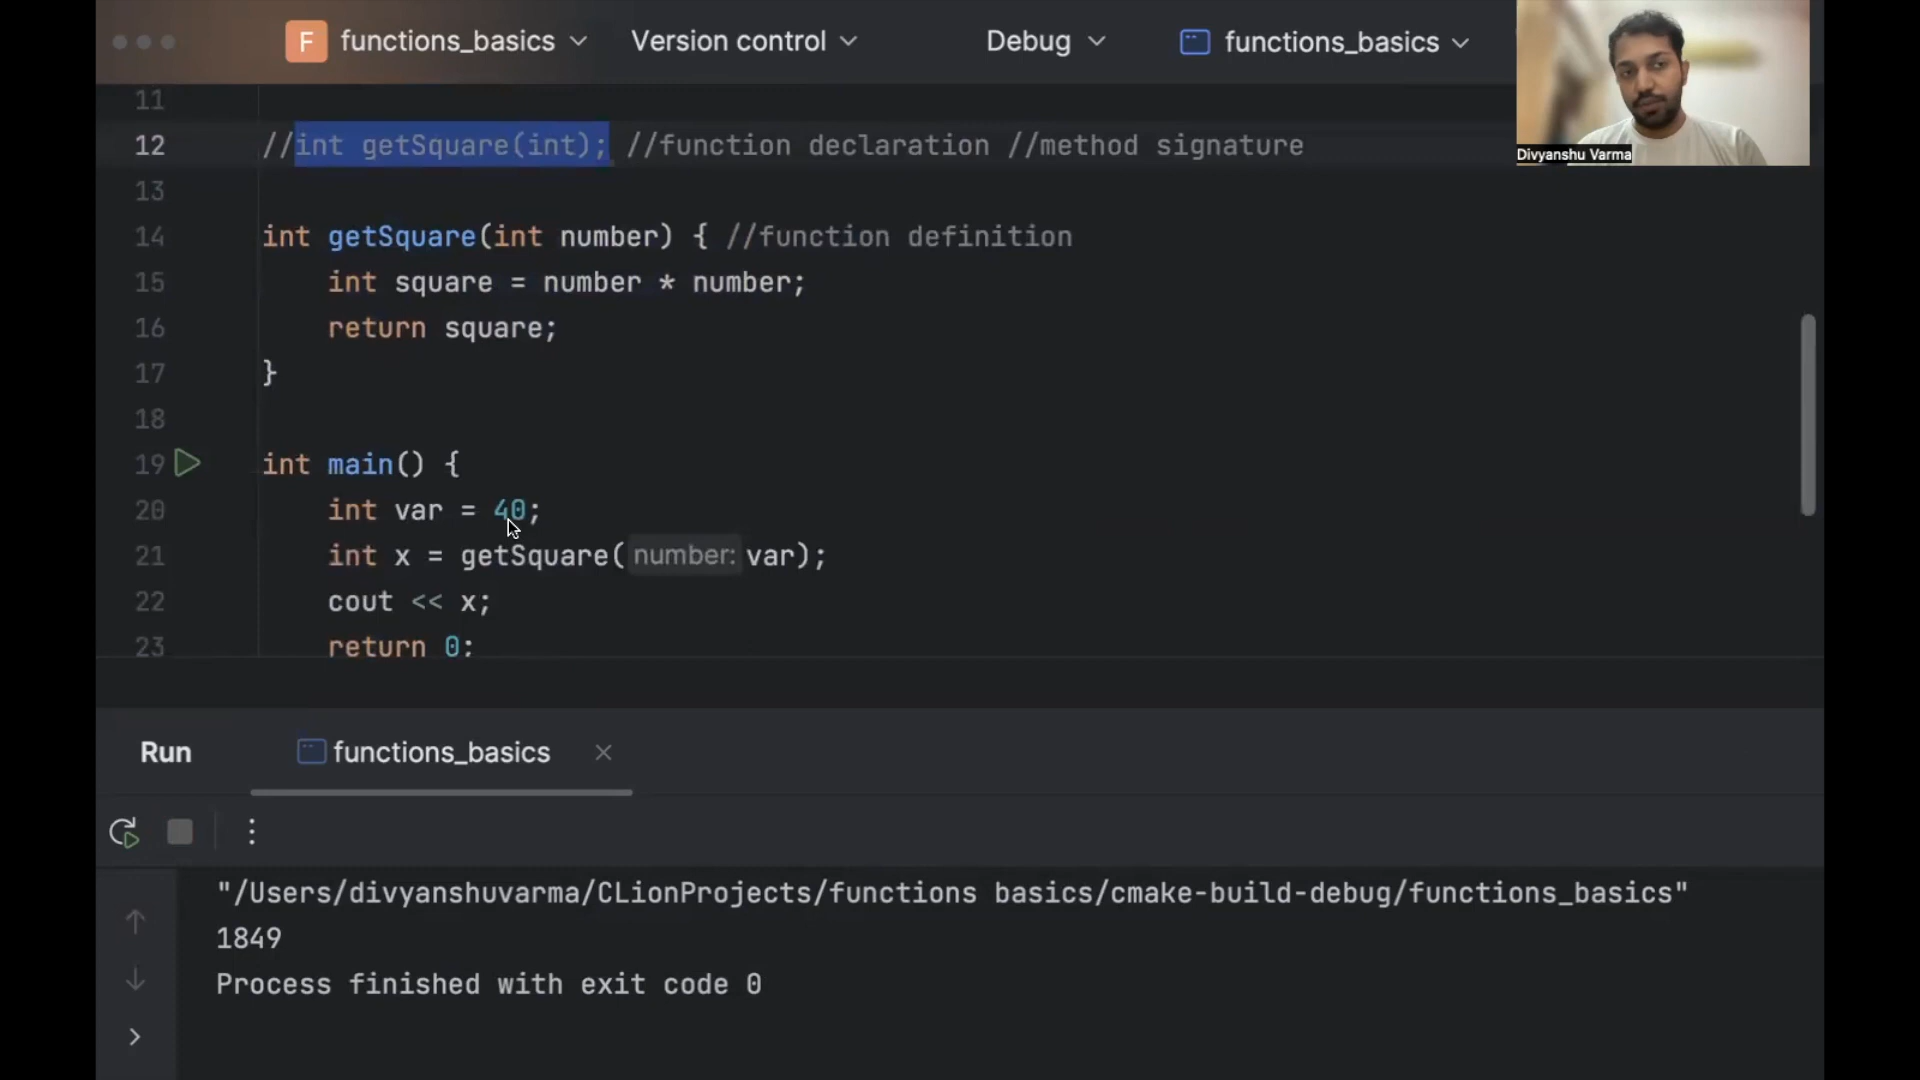 F functions_basics Version control Debug functions_basics
Divyanshu Varma
11
12 //int getSquare(int); //function declaration //method signature
13
14 int getSquare(int number) { //function definition
15 int square = number * number;
16 return square;
17 }
18
19 int main() {
20 int var = 40;
21 int x = getSquare( number: var);
22 cout << x;
23 return 0;
Run functions_basics
"/Users/divyanshuvarma/CLionProjects/functions basics/cmake-build-debug/functions_basics"
1849
Process finished with exit code 0